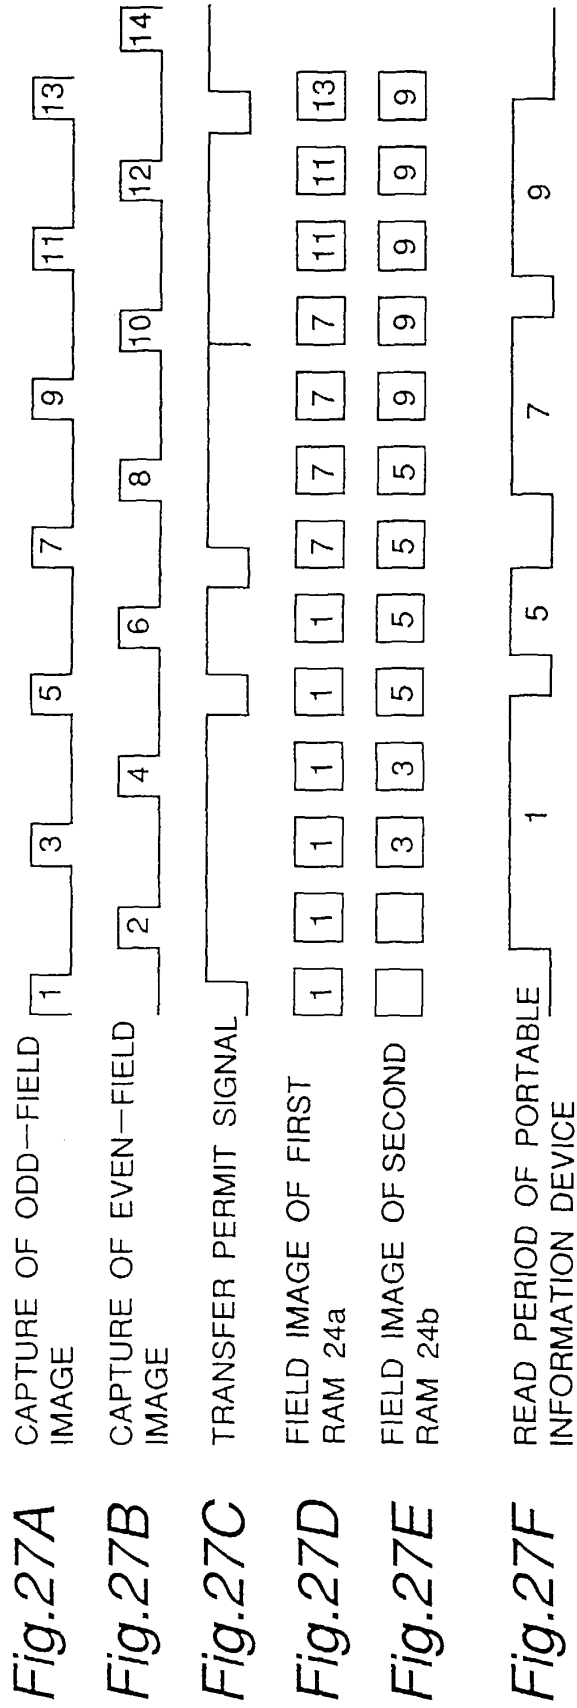 Fig.27A
CAPTURE OF ODD-FIELD
IMAGE
1 3 5 7 9 11 13
Fig.27B
CAPTURE OF EVEN-FIELD
IMAGE
2 4 6 8 10 12 14
Fig.27C
TRANSFER PERMIT SIGNAL
Fig.27D
FIELD IMAGE OF FIRST
RAM 24a
1 1 1 1 1 1 7 7 7 7 11 11 13
Fig.27E
FIELD IMAGE OF SECOND
RAM 24b
3 3 5 5 5 5 9 9 9 9 9
Fig.27F
READ PERIOD OF PORTABLE
INFORMATION DEVICE
1 5 7 9